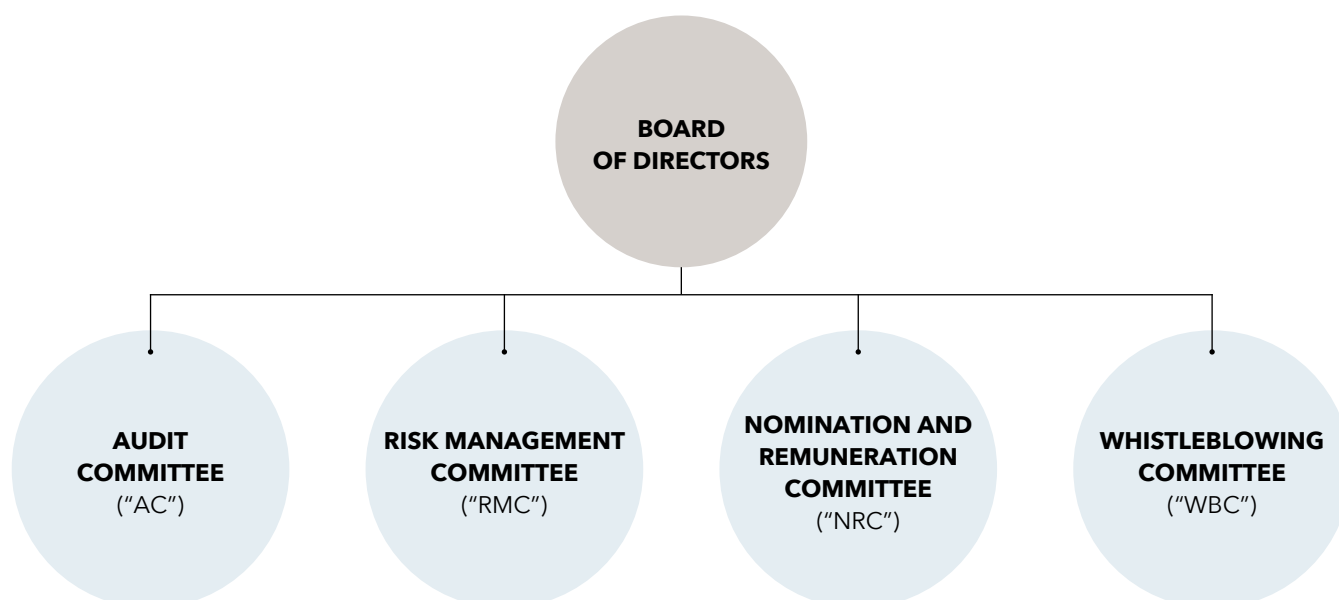 BOARD
OF DIRECTORS
AUDIT
COMMITTEE
(“AC”)
RISK MANAGEMENT
COMMITTEE
(“RMC”)
NOMINATION AND
REMUNERATION
COMMITTEE
(“NRC”)
WHISTLEBLOWING
COMMITTEE
(“WBC”)